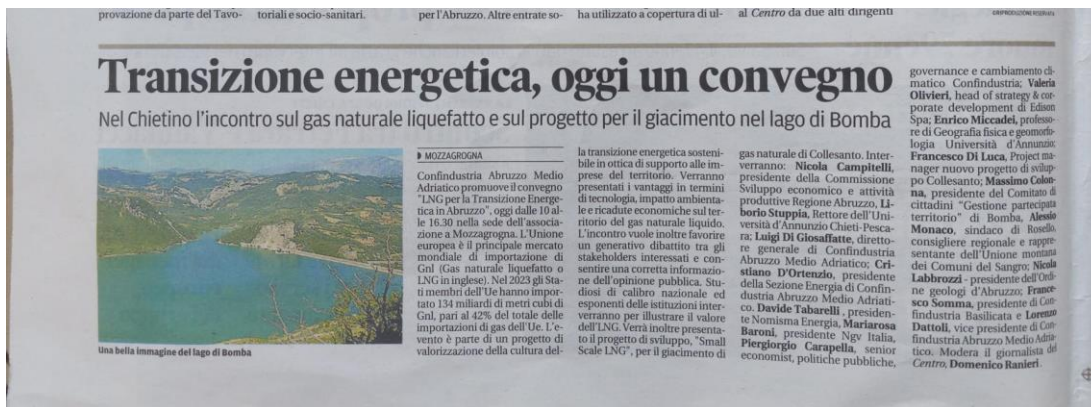 provazione da parte del Tavo-
toriali e socio-sanitari.
per l'Abruzzo. Altre entrate so-
ha utilizzato a copertura di ul-
al Centro da due alti dirigenti
©RIPRODUZIONE RISERVATA
Transizione energetica, oggi un convegno
Nel Chietino l'incontro sul gas naturale liquefatto e sul progetto per il giacimento nel lago di Bomba
Una bella immagine del lago di Bomba
MOZZAGROGNA
Confindustria Abruzzo Medio
Adriatico promuove il convegno
"LNG per la Transizione Energe-
tica in Abruzzo", oggi dalle 10 al-
le 16.30 nella sede dell'associa-
zione a Mozzagrogna. L'Unione
europea è il principale mercato
mondiale di importazione di
Gnl (Gas naturale liquefatto o
LNG in inglese). Nel 2023 gli Sta-
ti membri dell'Ue hanno impor-
tato 134 miliardi di metri cubi di
Gnl, pari al 42% del totale delle
importazioni di gas dell'Ue. L'e-
vento è parte di un progetto di
valorizzazione della cultura del-
la transizione energetica sosteni-
bile in ottica di supporto alle im-
prese del territorio. Verranno
presentati i vantaggi in termini
di tecnologia, impatto ambienta-
le e ricadute economiche sul ter-
ritorio del gas naturale liquido.
L'incontro vuole inoltre favorire
un generativo dibattito tra gli
stakeholders interessati e con-
sentire una corretta informazio-
ne dell'opinione pubblica. Stu-
diosi di calibro nazionale ed
esponenti delle istituzioni inter-
verranno per illustrare il valore
dell'LNG. Verrà inoltre presenta-
to il progetto di sviluppo, "Small
Scale LNG", per il giacimento di
gas naturale di Collesanto. Inter-
verranno: Nicola Campitelli,
presidente della Commissione
Sviluppo economico e attività
produttive Regione Abruzzo, Li-
borio Stuppia, Rettore dell'Uni-
versità d'Annunzio Chieti-Pesca-
ra; Luigi Di Giosaffatte, diretto-
re generale di Confindustria
Abruzzo Medio Adriatico; Cri-
stiano D'Ortenzio, presidente
della Sezione Energia di Confin-
dustria Abruzzo Medio Adriati-
co. Davide Tabarelli, presiden-
te Nomisma Energia, Mariarosa
Baroni, presidente Ngv Italia,
Piergiorgio Carapella, senior
economist, politiche pubbliche,
governance e cambiamento cli-
matico Confindustria; Valeria
Olivieri, head of strategy & cor-
porate development di Edison
Spa; Enrico Miccadei, professo-
re di Geografia fisica e geomorfo-
logia Università d'Annunzio;
Francesco Di Luca, Project ma-
nager nuovo progetto di svilup-
po Collesanto; Massimo Colon-
na, presidente del Comitato di
cittadini "Gestione partecipata
territorio" di Bomba, Alessio
Monaco, sindaco di Rosello,
consigliere regionale e rappre-
sentante dell'Unione montana
dei Comuni del Sangro; Nicola
Labbrozzi - presidente dell'Ordi-
ne geologi d'Abruzzo; France-
sco Somma, presidente di Con-
findustria Basilicata e Lorenzo
Dattoli, vice presidente di Con-
findustria Abruzzo Medio Adria-
tico. Modera il giornalista del
Centro, Domenico Ranieri.